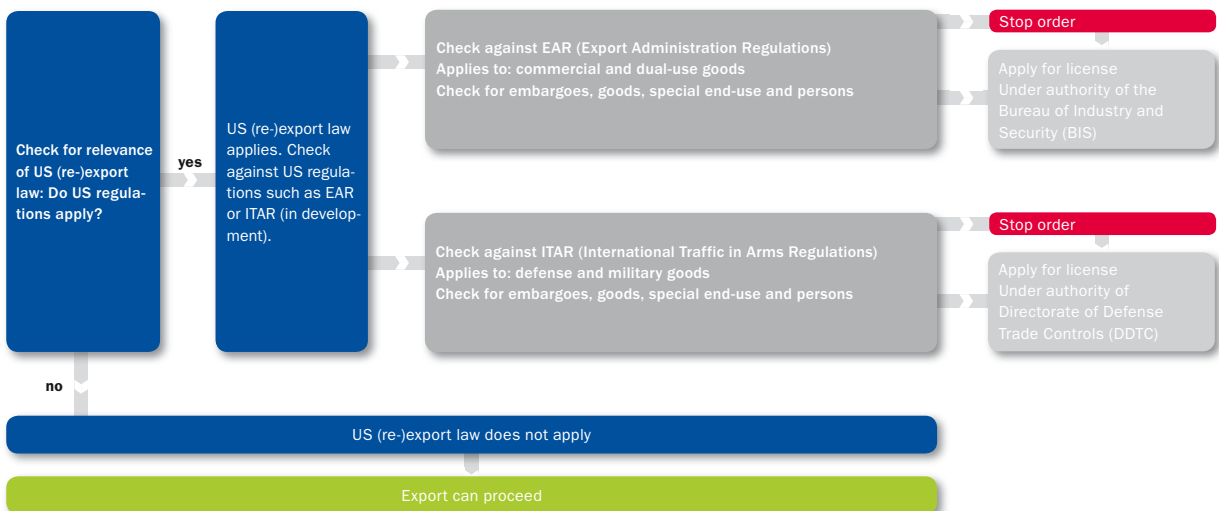 Check for relevance
of US (re-)export
law: Do US regula-
tions apply?
yes
US (re-)export law
applies. Check
against US regula-
tions such as EAR
or ITAR (in develop-
ment).
Check against EAR (Export Administration Regulations)
Applies to: commercial and dual-use goods
Check for embargoes, goods, special end-use and persons
Stop order
Apply for license
Under authority of the
Bureau of Industry and
Security (BIS)
Check against ITAR (International Traffic in Arms Regulations)
Applies to: defense and military goods
Check for embargoes, goods, special end-use and persons
Stop order
Apply for license
Under authority of
Directorate of Defense
Trade Controls (DDTC)
no
US (re-)export law does not apply
Export can proceed